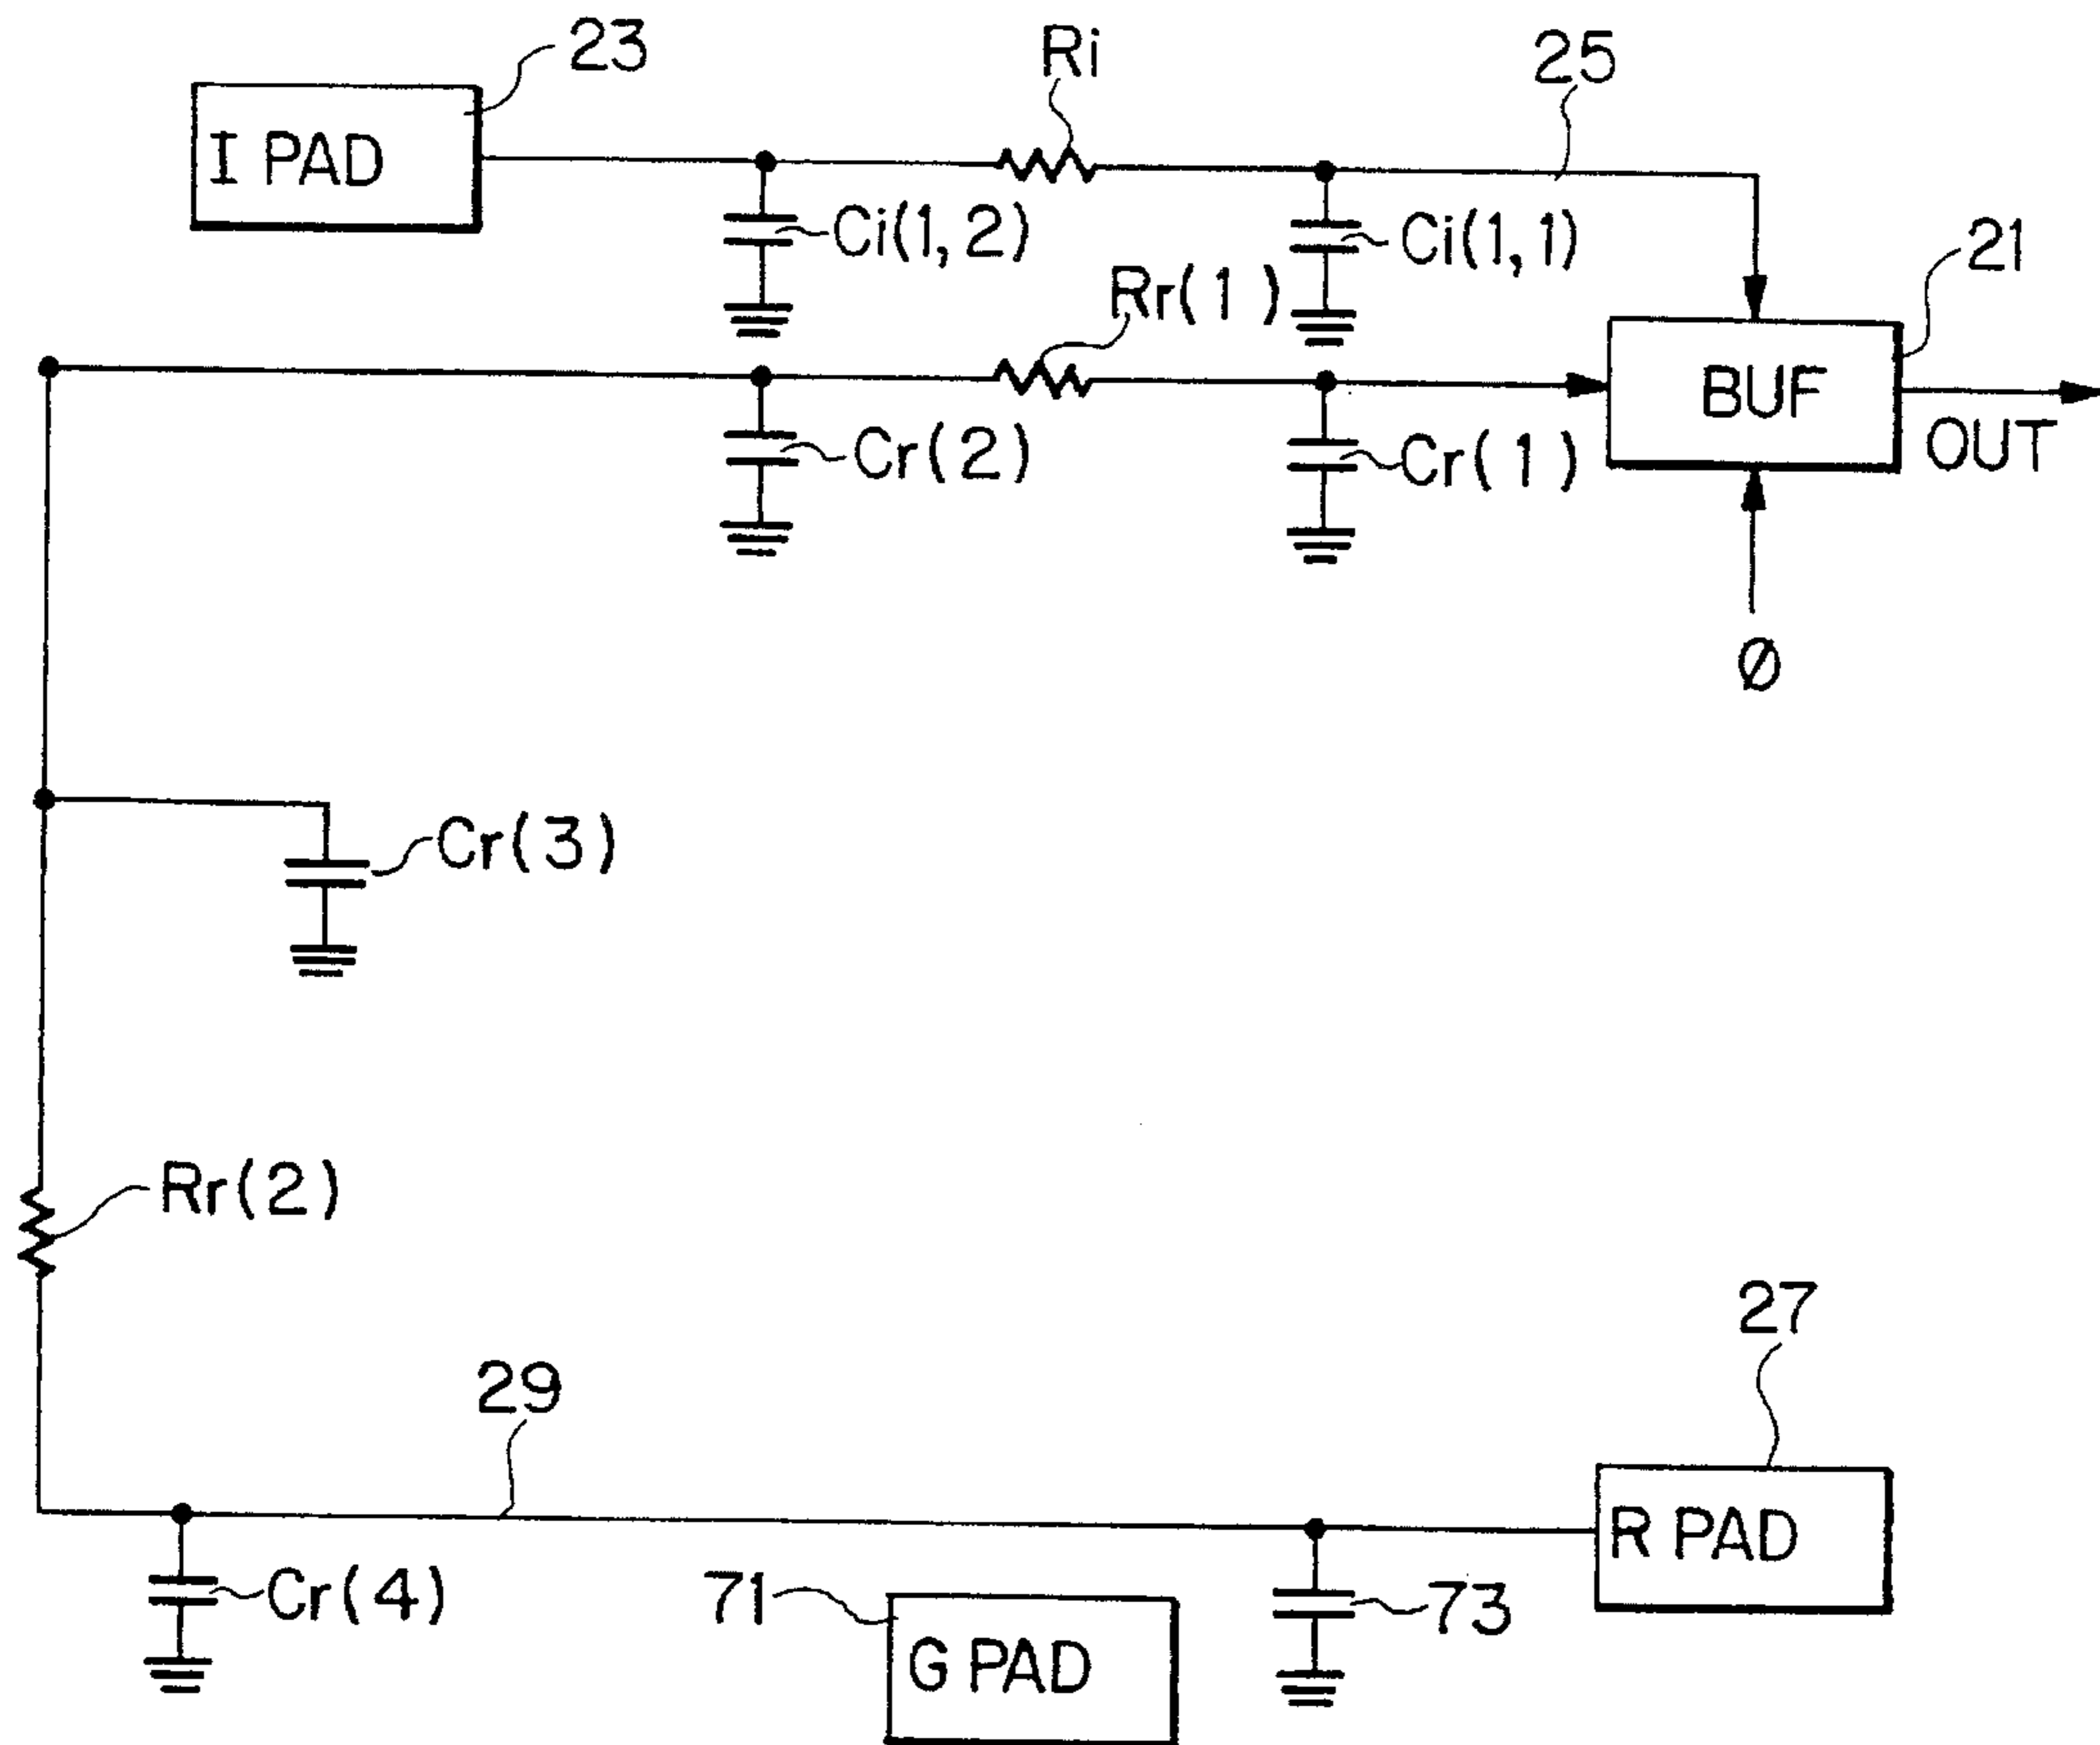 23
Ri
25
I PAD
Ci(1,2)
Ci(1,1)
21
Rr(1)
BUF
Cr(2)
Cr(1)
OUT
Ø
Cr(3)
Rr(2)
27
29
R PAD
Cr(4)
71
73
G PAD